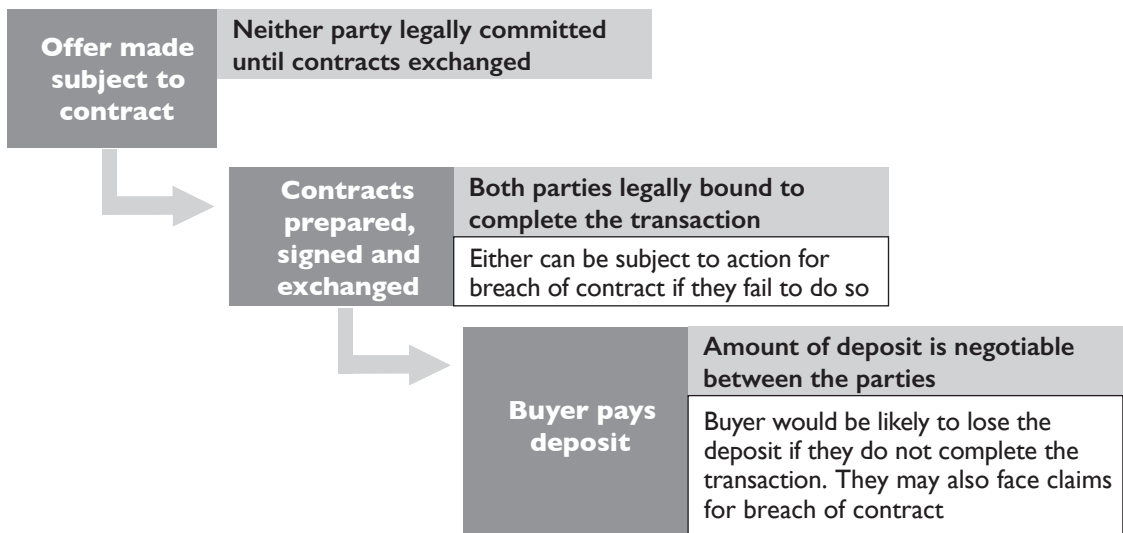 Offer made
subject to
contract
Neither party legally committed
until contracts exchanged
Contracts
prepared,
signed and
exchanged
Both parties legally bound to
complete the transaction
Either can be subject to action for
breach of contract if they fail to do so
Buyer pays
deposit
Amount of deposit is negotiable
between the parties
Buyer would be likely to lose the
deposit if they do not complete the
transaction. They may also face claims
for breach of contract